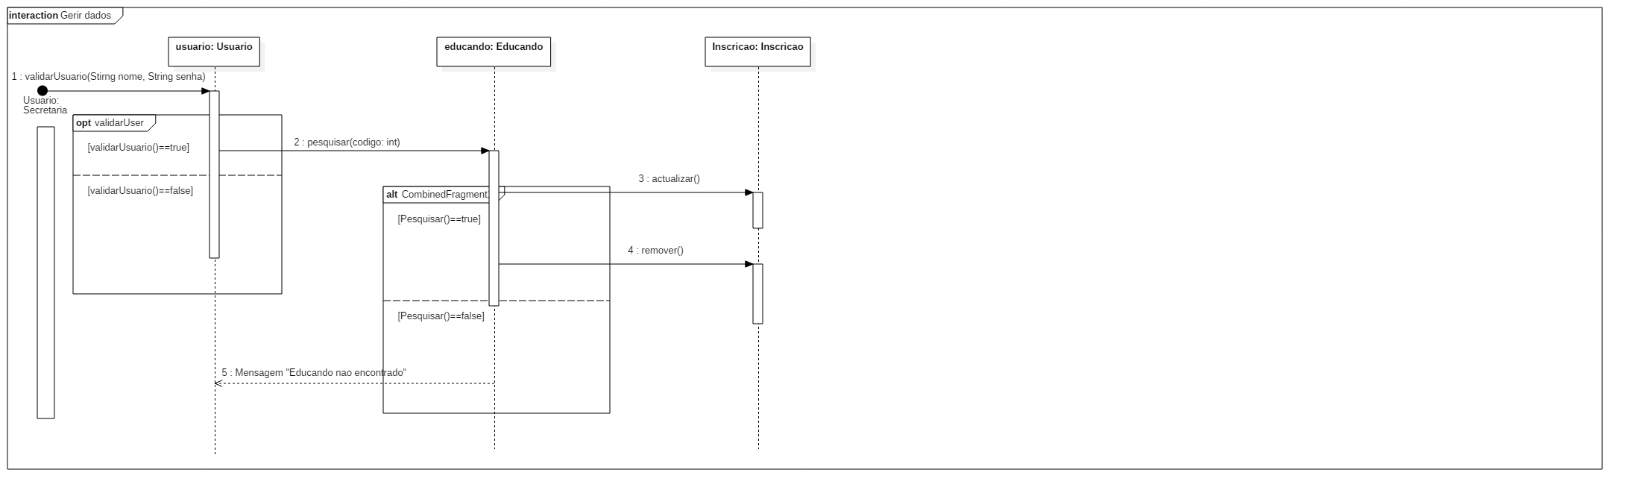 interaction Gerir dados
usuario: Usuario
educando: Educando
Inscricao: Inscricao
1 : validarUsuario(Stirng nome, String senha)
Usuario:
Secretaria
opt validarUser
[validarUsuario()==true]
2 : pesquisar(codigo: int)
[validarUsuario()==false]
3 : actualizar()
alt CombinedFragment
[Pesquisar()==true]
4 : remover()
[Pesquisar()==false]
5 : Mensagem "Educando nao encontrado"